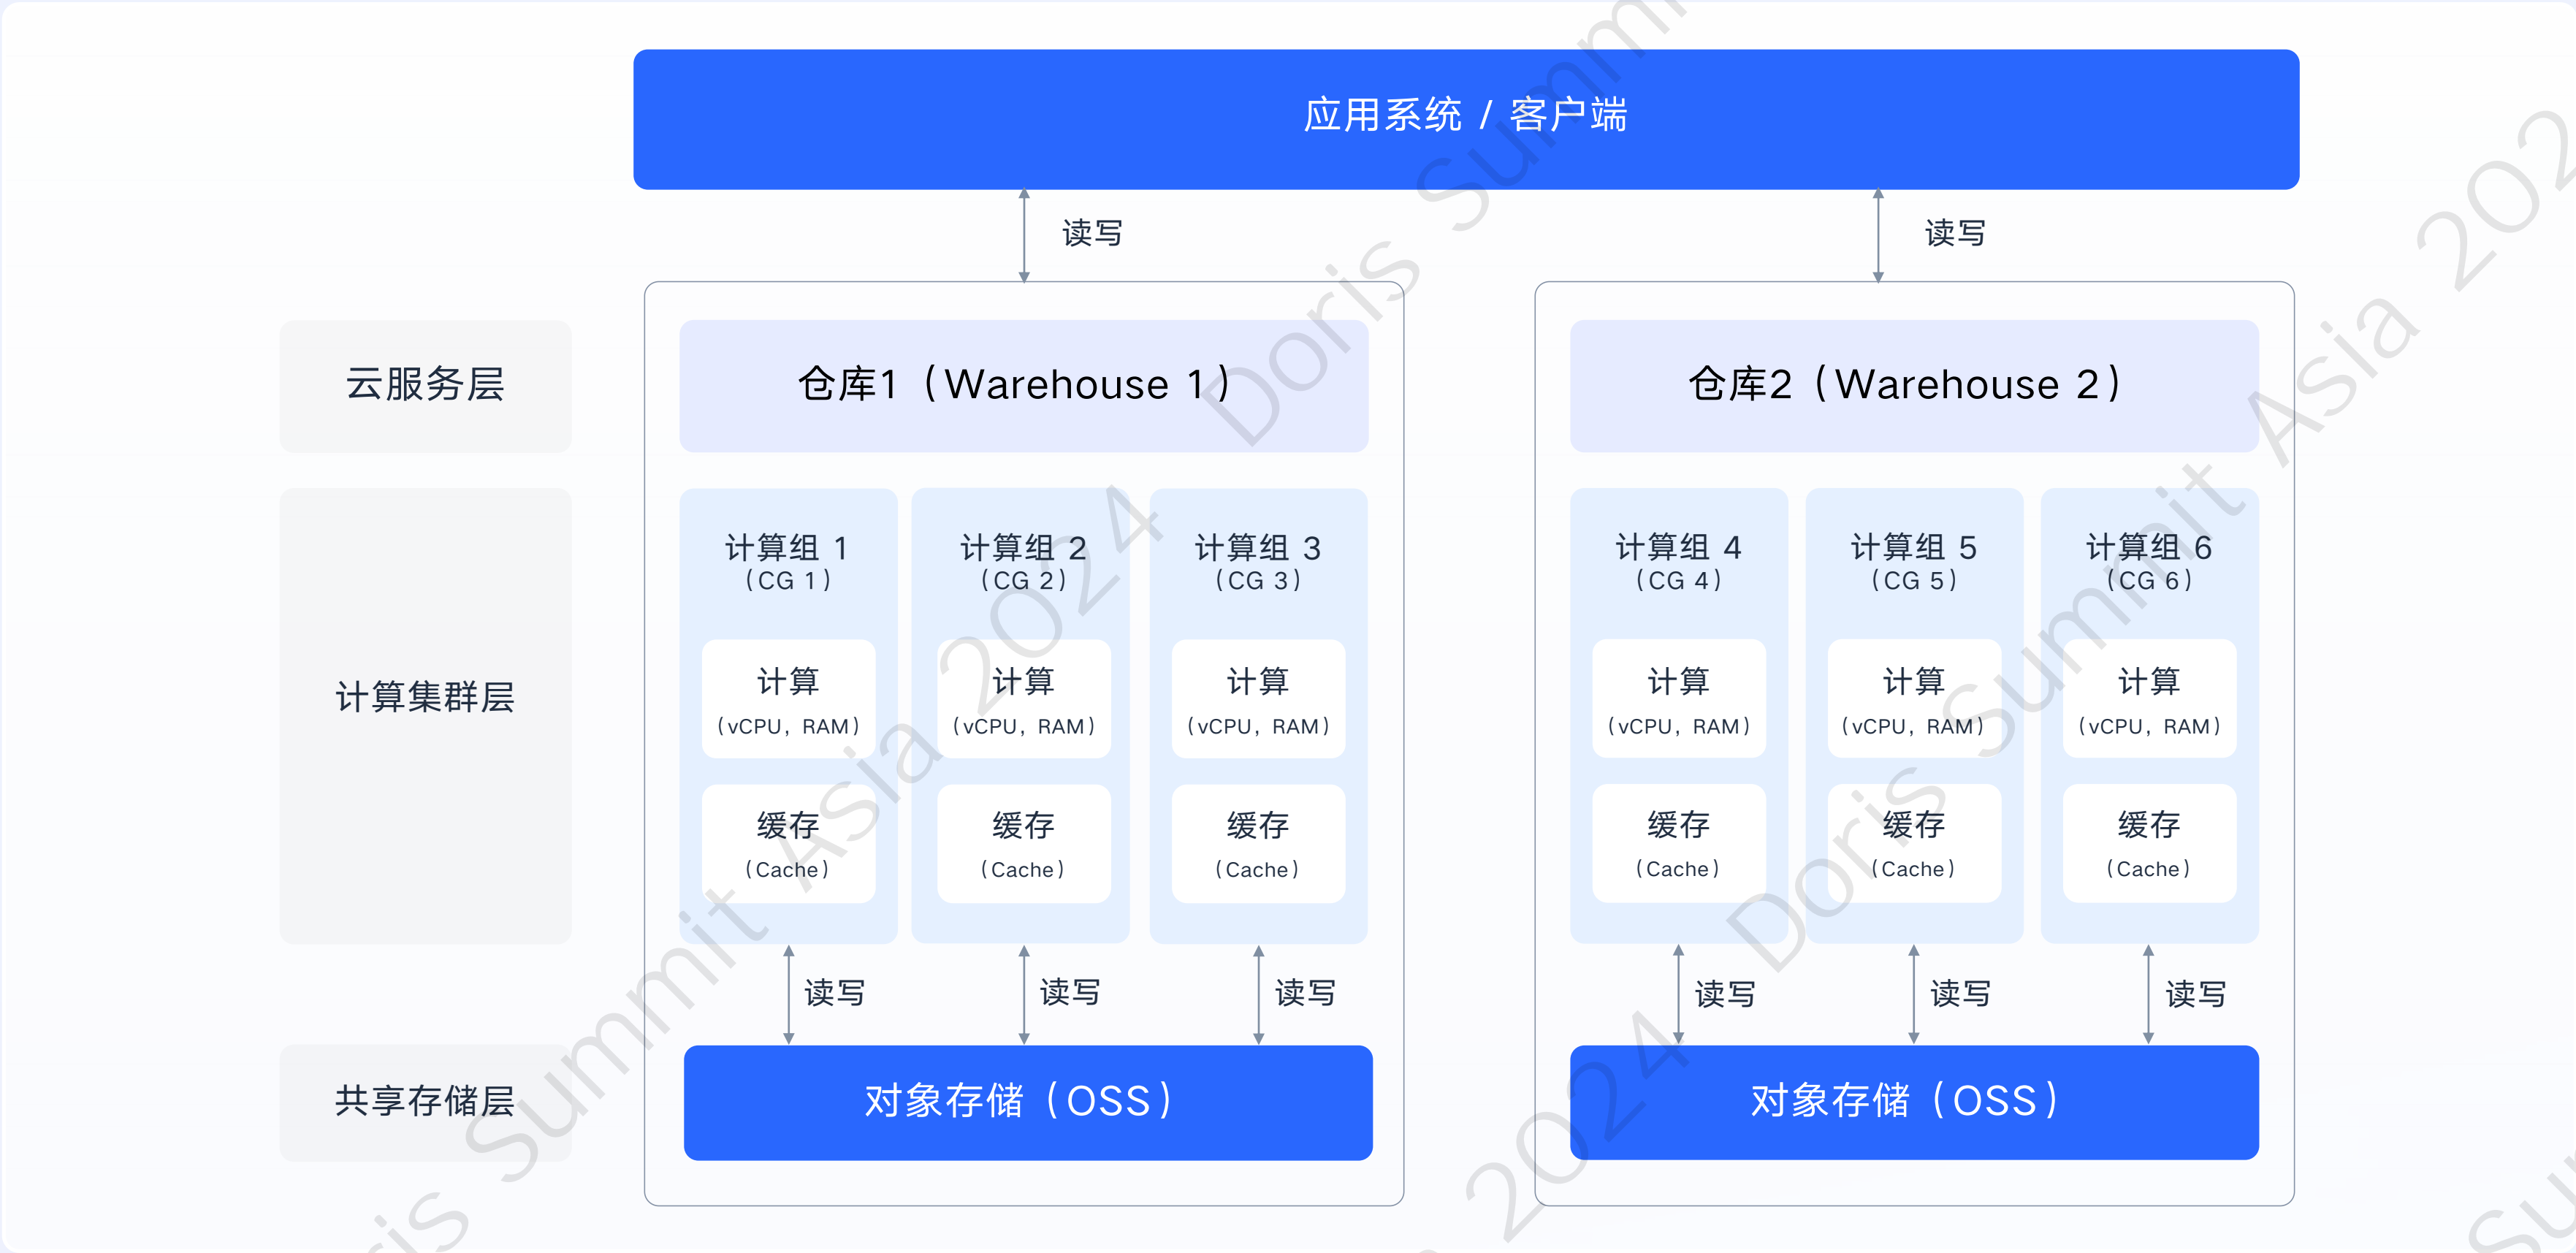 应用系统 / 客户端
读写
读写
云服务层
仓库1（Warehouse 1）
仓库2（Warehouse 2）
计算集群层
计算组 1
（CG 1）
计算
（vCPU，RAM）
缓存
（Cache）
计算组 2
（CG 2）
计算
（vCPU，RAM）
缓存
（Cache）
计算组 3
（CG 3）
计算
（vCPU，RAM）
缓存
（Cache）
计算组 4
（CG 4）
计算
（vCPU，RAM）
缓存
（Cache）
计算组 5
（CG 5）
计算
（vCPU，RAM）
缓存
（Cache）
计算组 6
（CG 6）
计算
（vCPU，RAM）
缓存
（Cache）
读写
读写
读写
读写
读写
读写
共享存储层
对象存储（OSS）
对象存储（OSS）
Doris Summit Asia 2024
Doris Summit Asia 202
2024
Doris Summ
Su